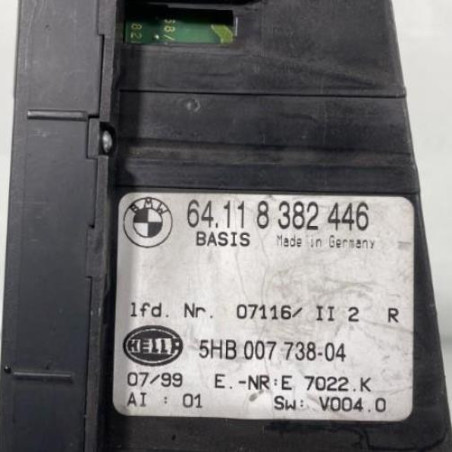 BMW
64.11 8 382 446
BASIS Made in Germany
lfd. Nr. 07116/ II 2 R
HELLA 5HB 007 738-04
07/99 E.-NR:E 7022.K
AI : 01 Sw: V004.0